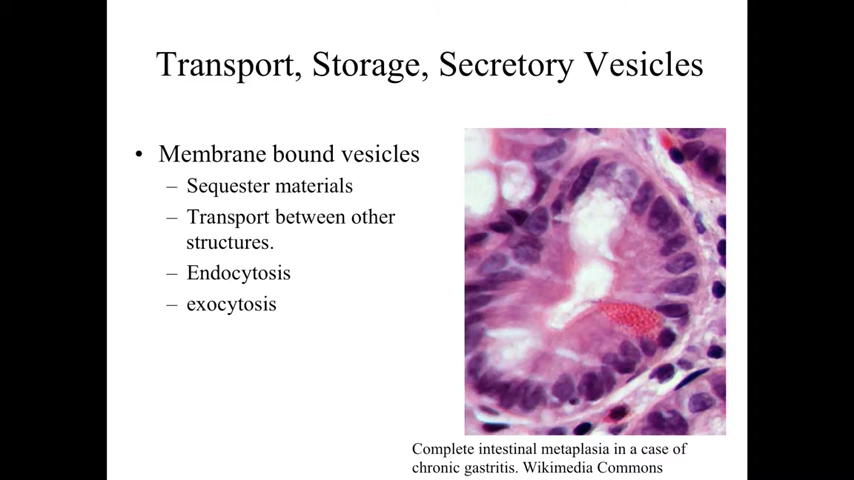 Transport, Storage, Secretory Vesicles
• Membrane bound vesicles
– Sequester materials
– Transport between other
structures.
– Endocytosis
– exocytosis
Complete intestinal metaplasia in a case of
chronic gastritis. Wikimedia Commons